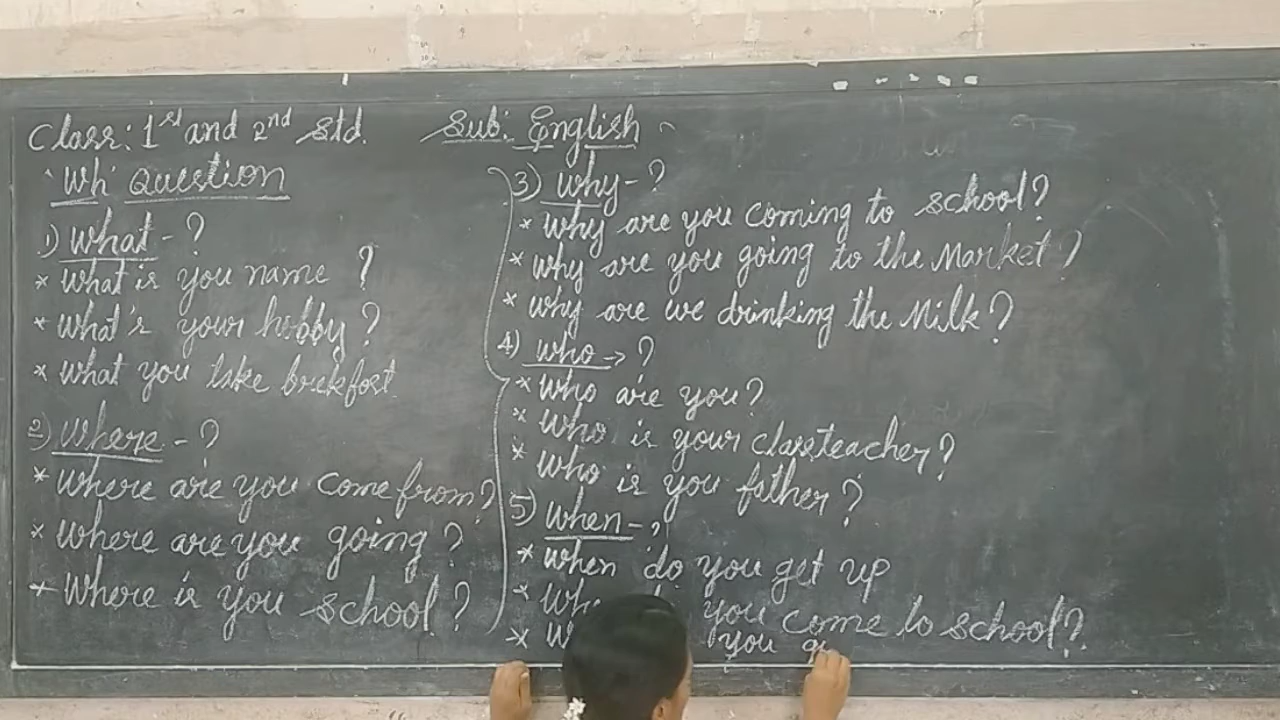 Class: 1st and 2nd Std.
Sub: English
'Wh' Question
1) What - ?
* What is you name ?
* What's your hobby ?
* What you take brekfost
2) Where - ?
* Where are you come from?
* Where are you going ?
* Where is you school ?
3) Why - ?
* Why are you coming to school?
* Why are you going to the Market ?
* Why are we drinking the Milk ?
4) Who -> ?
* Who are you?
* Who is your classteacher?
* Who is you father ?
5) When - ?
* When do you get up
* you come to school?
* you